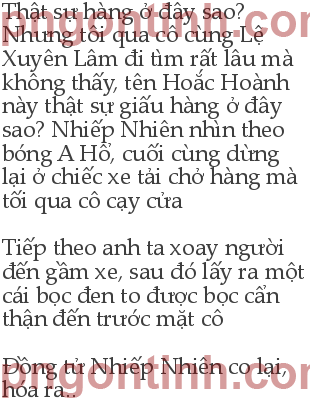 Thật sự hàng ở đây sao?
Nhưng tối qua cô cùng Lệ
Xuyên Lâm đi tìm rất lâu mà
không thấy, tên Hoắc Hoành
này thật sự giấu hàng ở đây
sao? Nhiếp Nhiên nhìn theo
bóng A Hổ, cuối cùng dừng
lại ở chiếc xe tải chở hàng mà
tối qua cô cạy cửa
Tiếp theo anh ta xoay người
đến gầm xe, sau đó lấy ra một
cái bọc đen to được bọc cẩn
thận đến trước mặt cô
Đồng tử Nhiếp Nhiên co lại,
hóa ra..
pngontinh.com
pngontinh.com